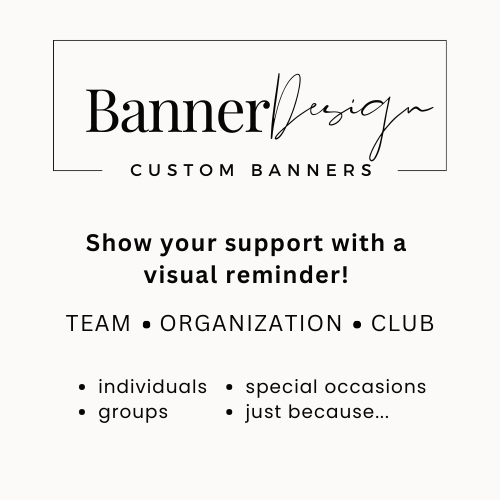 BannerDesign
CUSTOM BANNERS
Show your support with a
visual reminder!
TEAM • ORGANIZATION • CLUB
• individuals • special occasions
• groups • just because...